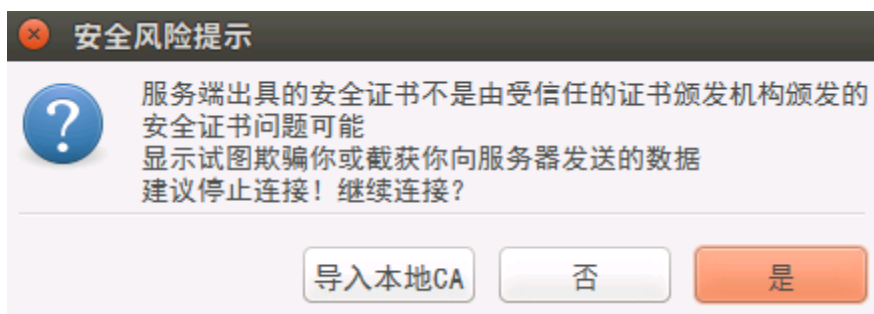 安全风险提示
服务端出具的安全证书不是由受信任的证书颁发机构颁发的
安全证书问题可能
显示试图欺骗你或截获你向服务器发送的数据
建议停止连接！继续连接？
导入本地CA
否
是